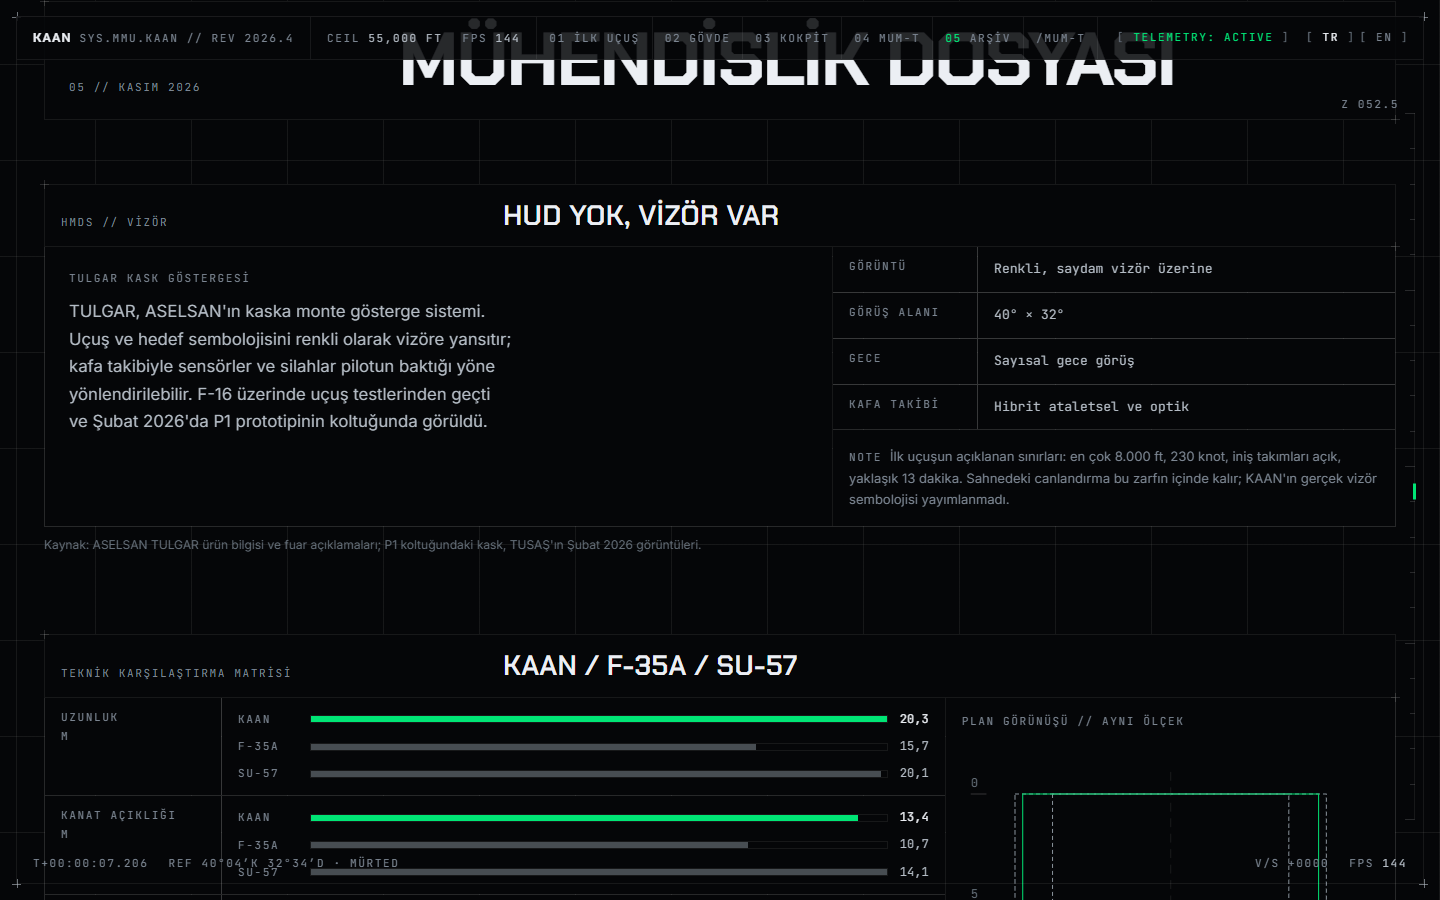 KAAN SYS.MMU.KAAN // REV 2026.4 CEIL 55,000 FT FPS 144 01 İLK UÇUŞ 02 GÖVDE 03 KOKPİT 04 MUM-T 05 ARŞİV /MUM-T [ TELEMETRY: ACTIVE ] [ TR ] [ EN ]
MÜHENDİSLİK DOSYASI
05 // KASIM 2026
Z 052.5
HMDS // VİZÖR
HUD YOK, VİZÖR VAR
TULGAR KASK GÖSTERGESİ
TULGAR, ASELSAN'ın kaska monte gösterge sistemi.
Uçuş ve hedef sembolojisini renkli olarak vizöre yansıtır;
kafa takibiyle sensörler ve silahlar pilotun baktığı yöne
yönlendirilebilir. F-16 üzerinde uçuş testlerinden geçti
ve Şubat 2026'da P1 prototipinin koltuğunda görüldü.
GÖRÜNTÜ Renkli, saydam vizör üzerine
GÖRÜŞ ALANI 40° × 32°
GECE Sayısal gece görüş
KAFA TAKİBİ Hibrit ataletsel ve optik
NOTE İlk uçuşun açıklanan sınırları: en çok 8.000 ft, 230 knot, iniş takımları açık,
yaklaşık 13 dakika. Sahnedeki canlandırma bu zarfın içinde kalır; KAAN'ın gerçek vizör
sembolojisi yayımlanmadı.
Kaynak: ASELSAN TULGAR ürün bilgisi ve fuar açıklamaları; P1 koltuğundaki kask, TUSAŞ'ın Şubat 2026 görüntüleri.
TEKNİK KARŞILAŞTIRMA MATRİSİ
KAAN / F-35A / SU-57
UZUNLUK
M
KAAN 20,3
F-35A 15,7
SU-57 20,1
KANAT AÇIKLIĞI
M
KAAN 13,4
F-35A 10,7
SU-57 14,1
PLAN GÖRÜNÜŞÜ // AYNI ÖLÇEK
0
5
T+00:00:07.206 REF 40°04′K 32°34′D · MÜRTED
V/S +0000 FPS 144